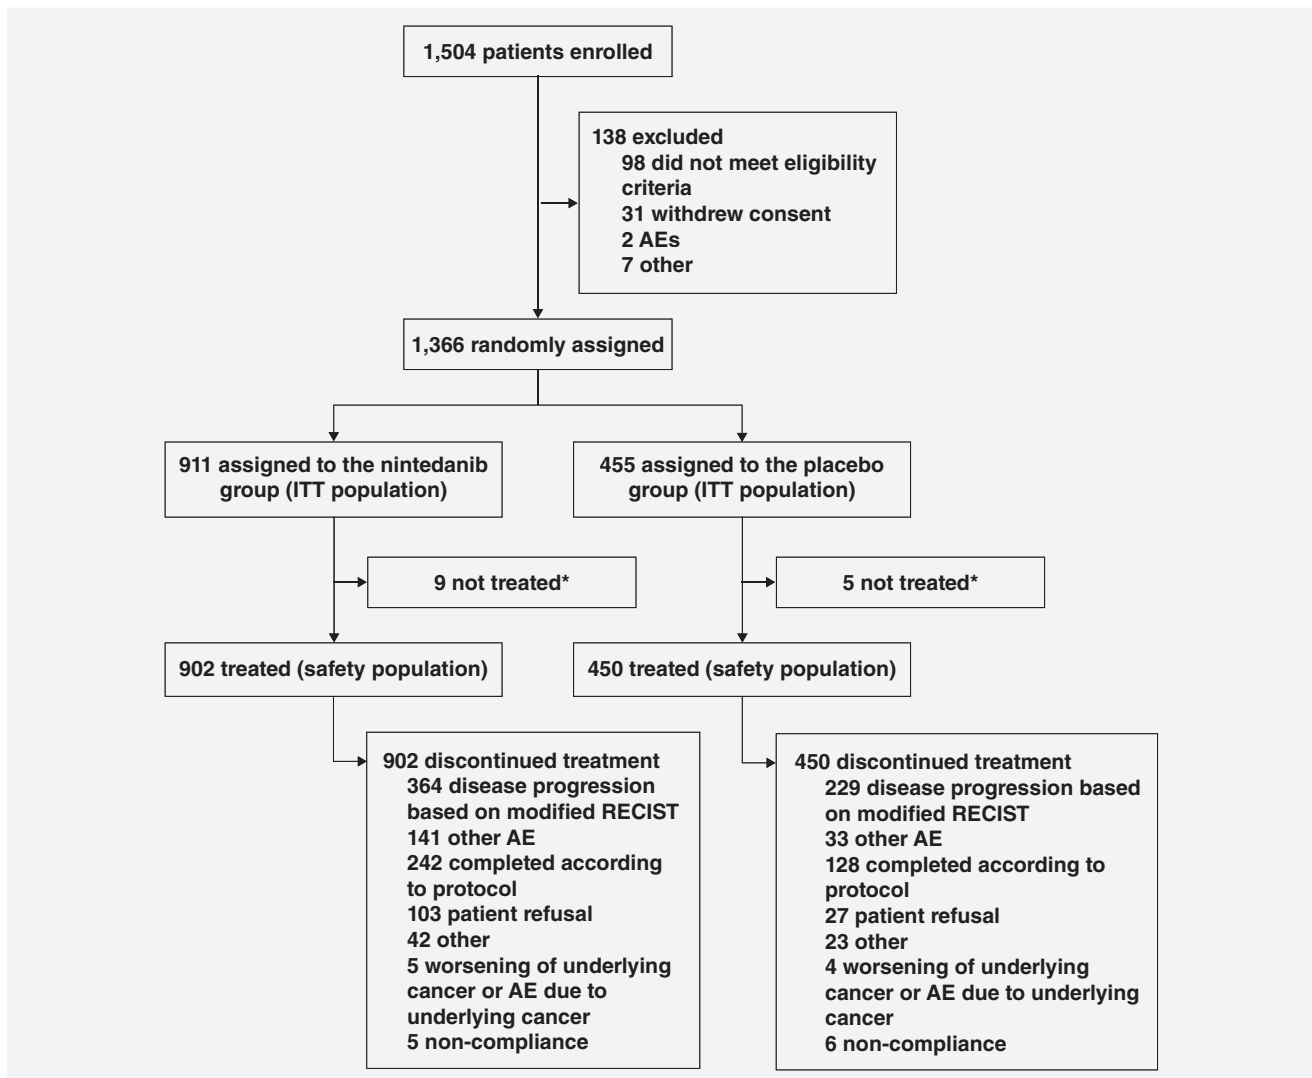 1,504 patients enrolled
138 excluded
98 did not meet eligibility
criteria
31 withdrew consent
2 AEs
7 other
1,366 randomly assigned
911 assigned to the nintedanib
group (ITT population)
455 assigned to the placebo
group (ITT population)
9 not treated*
5 not treated*
902 treated (safety population)
450 treated (safety population)
902 discontinued treatment
364 disease progression
based on modified RECIST
141 other AE
242 completed according
to protocol
103 patient refusal
42 other
5 worsening of underlying
cancer or AE due to
underlying cancer
5 non-compliance
450 discontinued treatment
229 disease progression based
on modified RECIST
33 other AE
128 completed according to
protocol
27 patient refusal
23 other
4 worsening of underlying
cancer or AE due to underlying
cancer
6 non-compliance